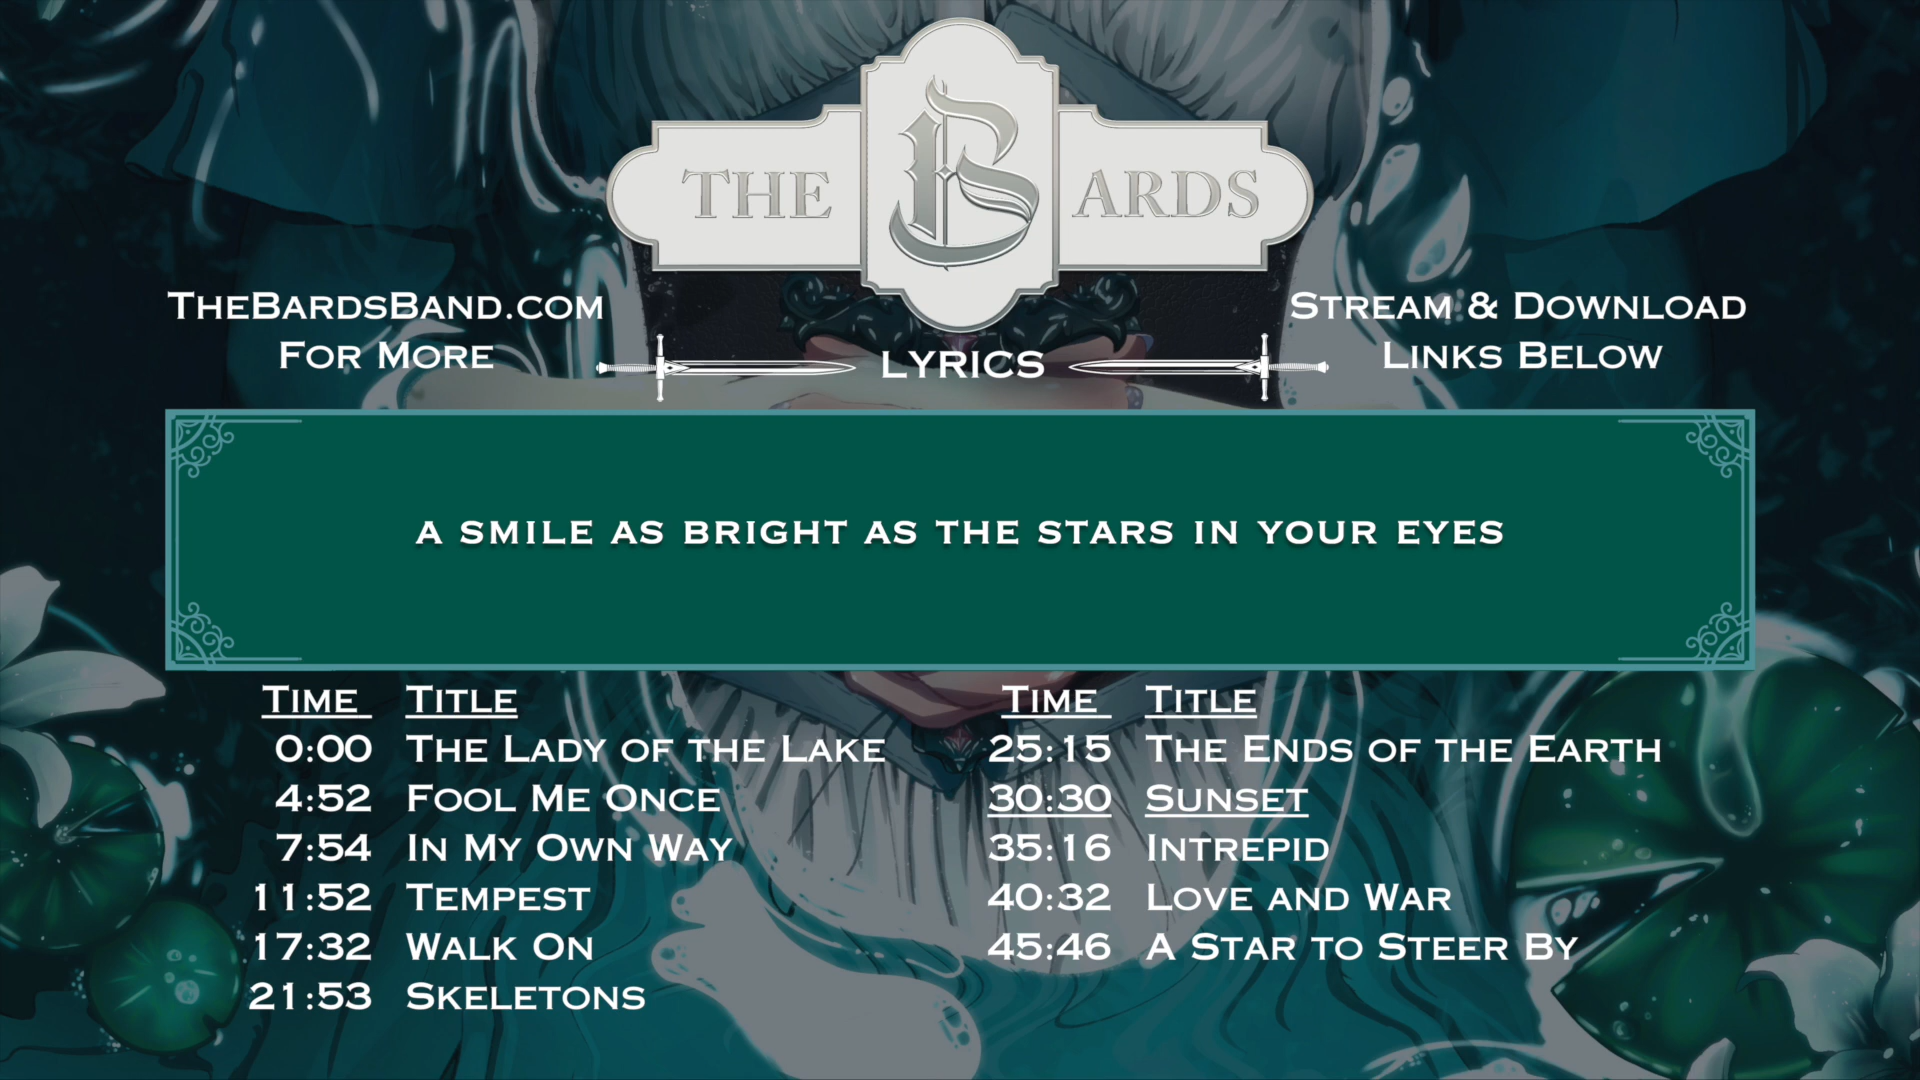 THE BARDS
THEBARDSBAND.COM
FOR MORE
STREAM & DOWNLOAD
LINKS BELOW
LYRICS
A SMILE AS BRIGHT AS THE STARS IN YOUR EYES
TIME TITLE
0:00 THE LADY OF THE LAKE
4:52 FOOL ME ONCE
7:54 IN MY OWN WAY
11:52 TEMPEST
17:32 WALK ON
21:53 SKELETONS
TIME TITLE
25:15 THE ENDS OF THE EARTH
30:30 SUNSET
35:16 INTREPID
40:32 LOVE AND WAR
45:46 A STAR TO STEER BY